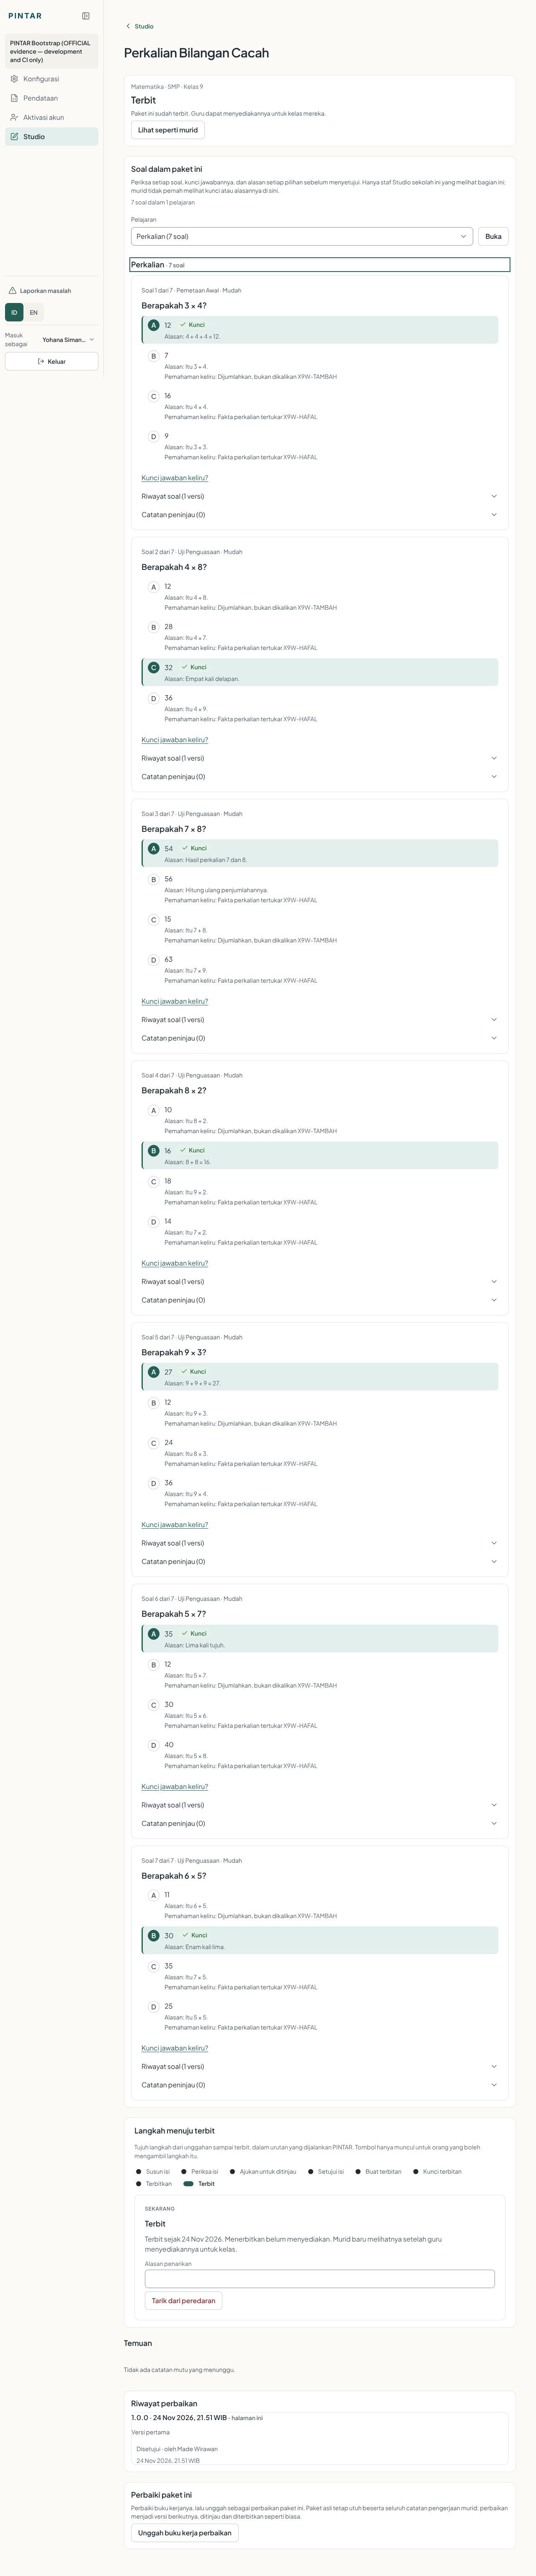 PINTAR
PINTAR Bootstrap (OFFICIAL
evidence — development
and CI only)
Konfigurasi
Pendataan
Aktivasi akun
Studio
Laporkan masalah
ID
EN
Masuk
sebagai
Yohana Siman...
Keluar
Studio
Perkalian Bilangan Cacah
Matematika · SMP · Kelas 9
Terbit
Paket ini sudah terbit. Guru dapat menyediakannya untuk kelas mereka.
Lihat seperti murid
Soal dalam paket ini
Periksa setiap soal, kunci jawabannya, dan alasan setiap pilihan sebelum menyetujui. Hanya staf Studio sekolah ini yang melihat bagian ini;
murid tidak pernah melihat kunci atau alasannya di sini.
7 soal dalam 1 pelajaran
Pelajaran
Perkalian (7 soal)
Buka
Perkalian · 7 soal
Soal 1 dari 7 · Pemetaan Awal · Mudah
Berapakah 3 × 4?
A
12
Kunci
Alasan: 4 + 4 + 4 = 12.
B
7
Alasan: Itu 3 + 4.
Pemahaman keliru: Dijumlahkan, bukan dikalikan X9W-TAMBAH
C
16
Alasan: Itu 4 × 4.
Pemahaman keliru: Fakta perkalian tertukar X9W-HAFAL
D
9
Alasan: Itu 3 × 3.
Pemahaman keliru: Fakta perkalian tertukar X9W-HAFAL
Kunci jawaban keliru?
Riwayat soal (1 versi)
Catatan peninjau (0)
Soal 2 dari 7 · Uji Penguasaan · Mudah
Berapakah 4 × 8?
A
12
Alasan: Itu 4 + 8.
Pemahaman keliru: Dijumlahkan, bukan dikalikan X9W-TAMBAH
B
28
Alasan: Itu 4 × 7.
Pemahaman keliru: Fakta perkalian tertukar X9W-HAFAL
C
32
Kunci
Alasan: Empat kali delapan.
D
36
Alasan: Itu 4 × 9.
Pemahaman keliru: Fakta perkalian tertukar X9W-HAFAL
Kunci jawaban keliru?
Riwayat soal (1 versi)
Catatan peninjau (0)
Soal 3 dari 7 · Uji Penguasaan · Mudah
Berapakah 7 × 8?
A
54
Kunci
Alasan: Hasil perkalian 7 dan 8.
B
56
Alasan: Hitung ulang penjumlahannya.
Pemahaman keliru: Fakta perkalian tertukar X9W-HAFAL
C
15
Alasan: Itu 7 + 8.
Pemahaman keliru: Dijumlahkan, bukan dikalikan X9W-TAMBAH
D
63
Alasan: Itu 7 × 9.
Pemahaman keliru: Fakta perkalian tertukar X9W-HAFAL
Kunci jawaban keliru?
Riwayat soal (1 versi)
Catatan peninjau (0)
Soal 4 dari 7 · Uji Penguasaan · Mudah
Berapakah 8 × 2?
A
10
Alasan: Itu 8 + 2.
Pemahaman keliru: Dijumlahkan, bukan dikalikan X9W-TAMBAH
B
16
Kunci
Alasan: 8 + 8 = 16.
C
18
Alasan: Itu 9 × 2.
Pemahaman keliru: Fakta perkalian tertukar X9W-HAFAL
D
14
Alasan: Itu 7 × 2.
Pemahaman keliru: Fakta perkalian tertukar X9W-HAFAL
Kunci jawaban keliru?
Riwayat soal (1 versi)
Catatan peninjau (0)
Soal 5 dari 7 · Uji Penguasaan · Mudah
Berapakah 9 × 3?
A
27
Kunci
Alasan: 9 + 9 + 9 = 27.
B
12
Alasan: Itu 9 + 3.
Pemahaman keliru: Dijumlahkan, bukan dikalikan X9W-TAMBAH
C
24
Alasan: Itu 8 × 3.
Pemahaman keliru: Fakta perkalian tertukar X9W-HAFAL
D
36
Alasan: Itu 9 × 4.
Pemahaman keliru: Fakta perkalian tertukar X9W-HAFAL
Kunci jawaban keliru?
Riwayat soal (1 versi)
Catatan peninjau (0)
Soal 6 dari 7 · Uji Penguasaan · Mudah
Berapakah 5 × 7?
A
35
Kunci
Alasan: Lima kali tujuh.
B
12
Alasan: Itu 5 + 7.
Pemahaman keliru: Dijumlahkan, bukan dikalikan X9W-TAMBAH
C
30
Alasan: Itu 5 × 6.
Pemahaman keliru: Fakta perkalian tertukar X9W-HAFAL
D
40
Alasan: Itu 5 × 8.
Pemahaman keliru: Fakta perkalian tertukar X9W-HAFAL
Kunci jawaban keliru?
Riwayat soal (1 versi)
Catatan peninjau (0)
Soal 7 dari 7 · Uji Penguasaan · Mudah
Berapakah 6 × 5?
A
11
Alasan: Itu 6 + 5.
Pemahaman keliru: Dijumlahkan, bukan dikalikan X9W-TAMBAH
B
30
Kunci
Alasan: Enam kali lima.
C
35
Alasan: Itu 7 × 5.
Pemahaman keliru: Fakta perkalian tertukar X9W-HAFAL
D
25
Alasan: Itu 5 × 5.
Pemahaman keliru: Fakta perkalian tertukar X9W-HAFAL
Kunci jawaban keliru?
Riwayat soal (1 versi)
Catatan peninjau (0)
Langkah menuju terbit
Tujuh langkah dari unggahan sampai terbit, dalam urutan yang dijalankan PINTAR. Tombol hanya muncul untuk orang yang boleh
mengambil langkah itu.
Susun isi
Periksa isi
Ajukan untuk ditinjau
Setujui isi
Buat terbitan
Kunci terbitan
Terbitkan
Terbit
SEKARANG
Terbit
Terbit sejak 24 Nov 2026. Menerbitkan belum menyediakan. Murid baru melihatnya setelah guru
menyediakannya untuk kelas.
Alasan penarikan
Tarik dari peredaran
Temuan
Tidak ada catatan mutu yang menunggu.
Riwayat perbaikan
1.0.0 · 24 Nov 2026, 21.51 WIB · halaman ini
Versi pertama
Disetujui · oleh Made Wirawan
24 Nov 2026, 21.51 WIB
Perbaiki paket ini
Perbaiki buku kerjanya, lalu unggah sebagai perbaikan paket ini. Paket asli tetap utuh beserta seluruh catatan pengerjaan murid; perbaikan
menjadi versi berikutnya, ditinjau dan diterbitkan seperti biasa.
Unggah buku kerja perbaikan